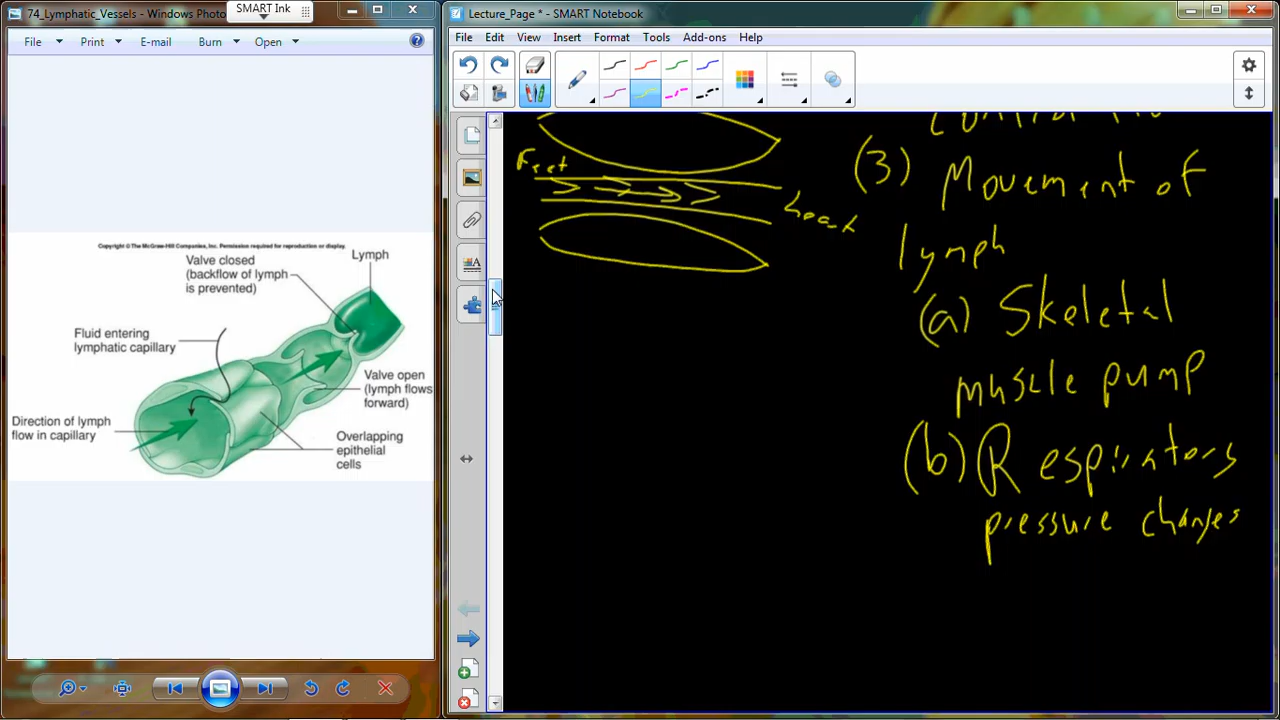 74_Lymphatic_Vessels - Windows Photo
SMART Ink
File Print E-mail Burn Open
Copyright © The McGraw-Hill Companies, Inc. Permission required for reproduction or display.
Lymph
Valve closed
(backflow of lymph
is prevented)
Fluid entering
lymphatic capillary
Valve open
(lymph flows
forward)
Direction of lymph
flow in capillary
Overlapping
epithelial
cells
Lecture_Page * - SMART Notebook
File Edit View Insert Format Tools Add-ons Help
Feet
(3) Movement of
lymph
(a) Skeletal
muscle pump
(b) Respiratory
pressure changes